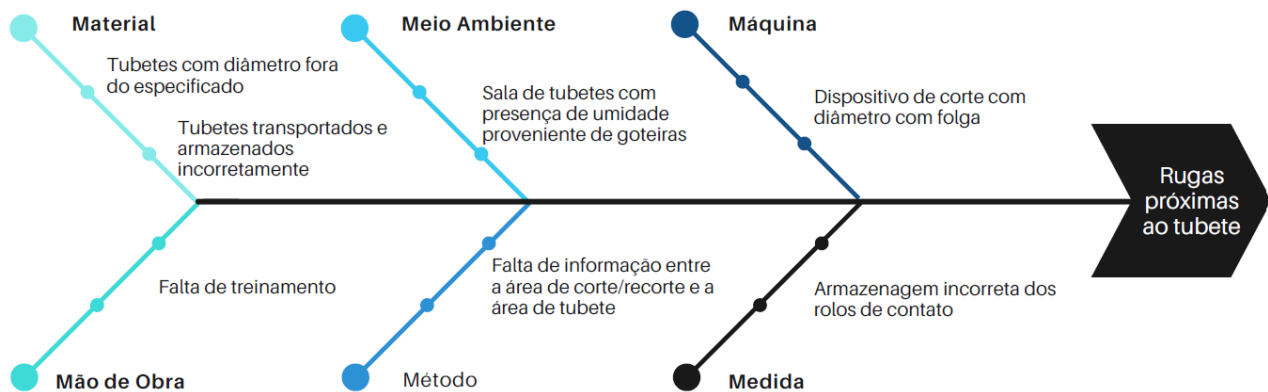 Material
Tubetes com diâmetro fora
do especificado
Tubetes transportados e
armazenados
incorretamente
Meio Ambiente
Sala de tubetes com
presença de umidade
proveniente de goteiras
Máquina
Dispositivo de corte com
diâmetro com folga
Rugas
próximas
ao tubete
Falta de treinamento
Mão de Obra
Falta de informação entre
a área de corte/recorte e a
área de tubete
Método
Armazenagem incorreta dos
rolos de contato
Medida